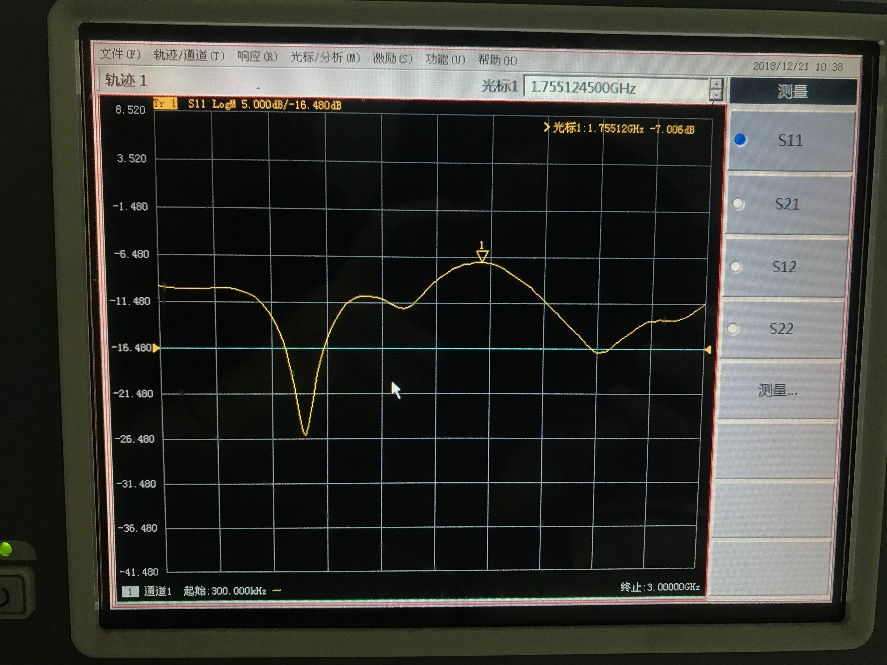 文件(F) 轨迹/通道(T) 响应(R) 光标/分析(M) 激励(S) 功能(U) 帮助(H)
2018/12/21 10:38
轨迹 1
光标1 1.755124500GHz
测量
Tr 1 S11 LogM 5.000dB/-16.480dB
>光标1:1.75512GHz -7.006dB
1
8.520
3.520
-1.480
-6.480
-11.480
-16.480
-21.480
-26.480
-31.480
-36.480
-41.480
S11
S21
S12
S22
测量...
1 通道1 起始:300.000kHz
终止:3.00000GHz